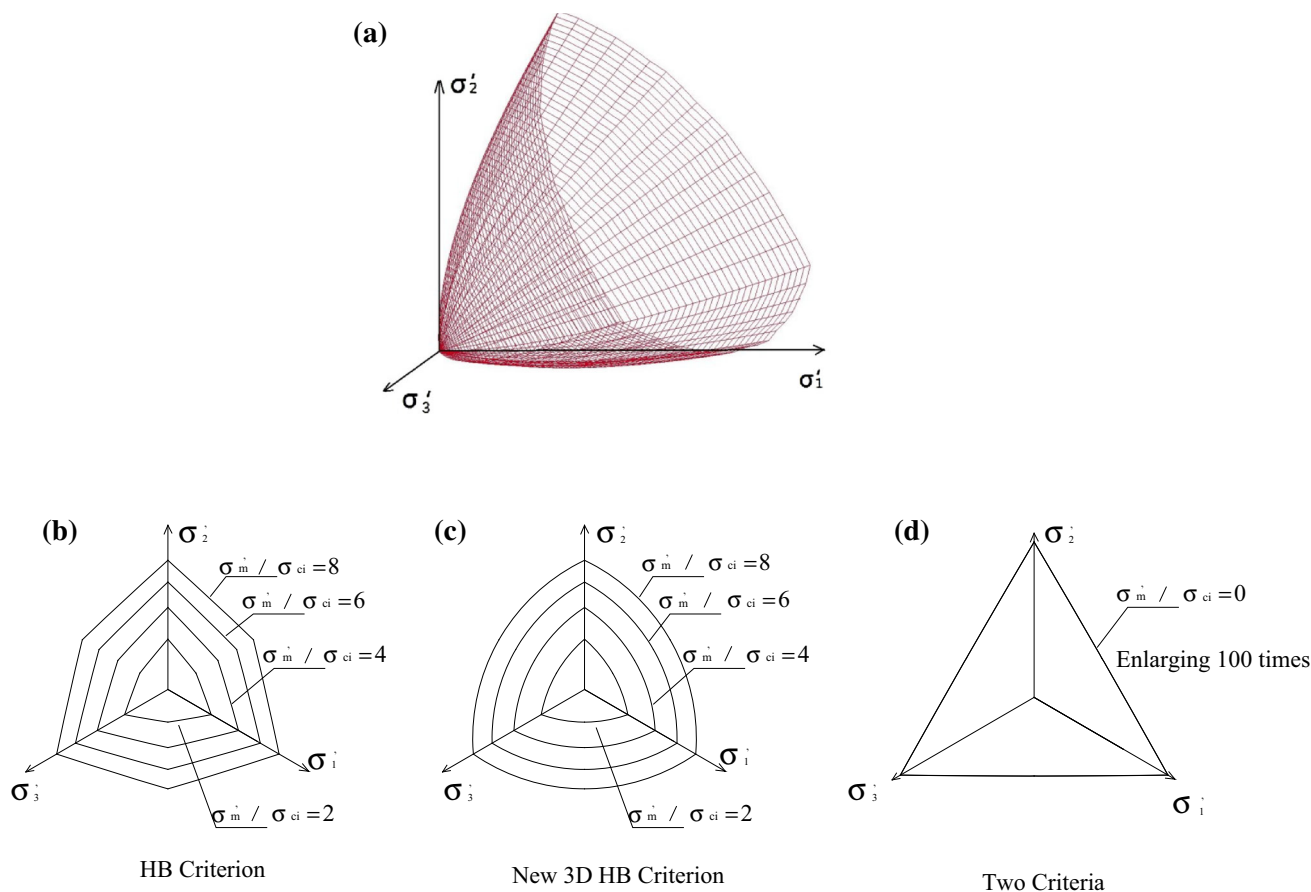 (a)
σ′2
σ′1
σ′3
(b)
σ′2
σ′m / σci=8
σ′m / σci=6
σ′m / σci=4
σ′1
σ′3
σ′m / σci=2
HB Criterion
(c)
σ′2
σ′m / σci=8
σ′m / σci=6
σ′m / σci=4
σ′1
σ′3
σ′m / σci=2
New 3D HB Criterion
(d)
σ′2
σ′m / σci=0
Enlarging 100 times
σ′3
σ′1
Two Criteria